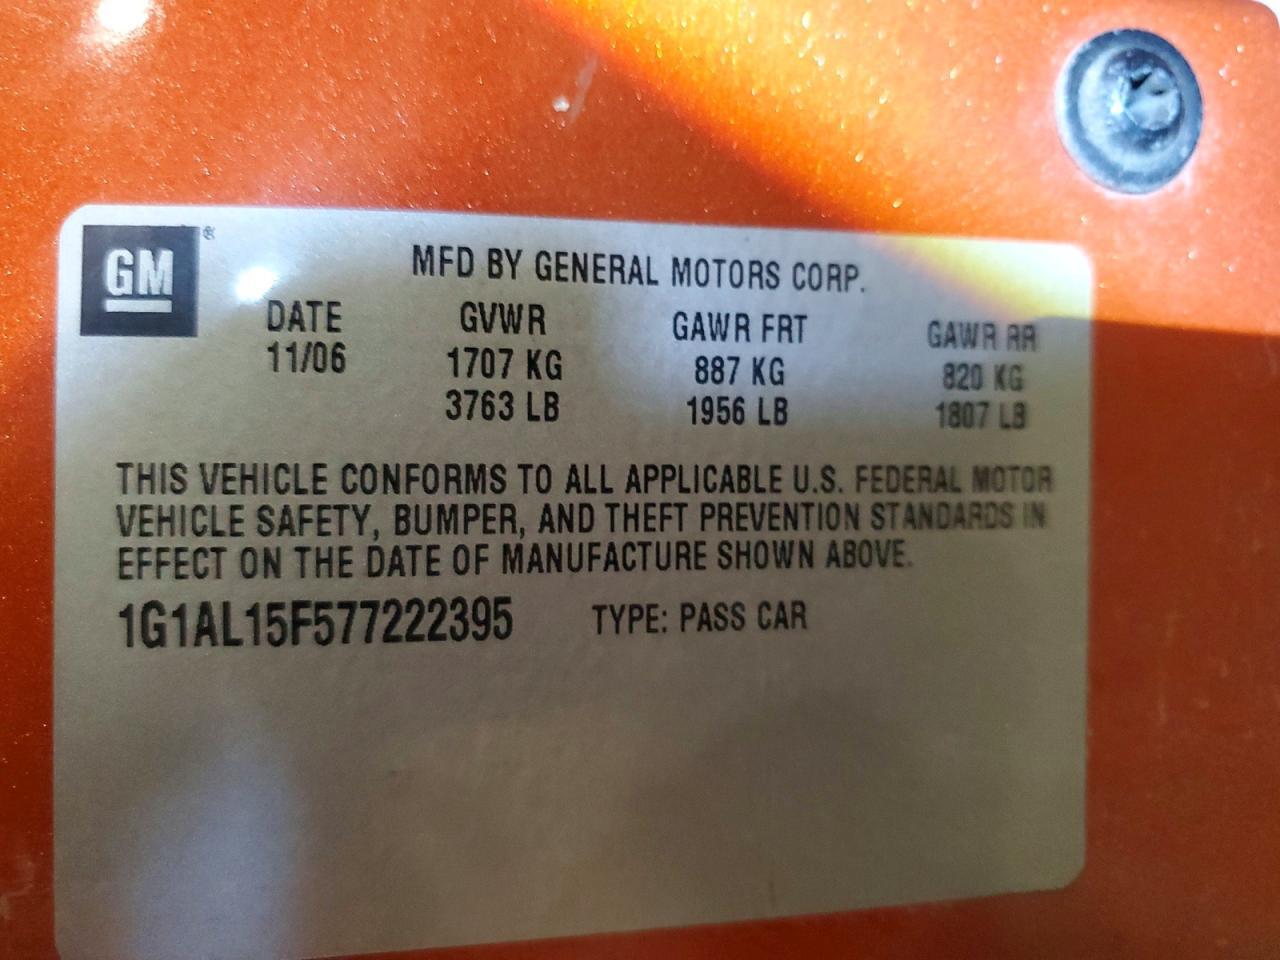 GM®
MFD BY GENERAL MOTORS CORP.
DATE GVWR GAWR FRT GAWR RR
11/06 1707 KG 887 KG 820 KG
3763 LB 1956 LB 1807 LB
THIS VEHICLE CONFORMS TO ALL APPLICABLE U.S. FEDERAL MOTOR
VEHICLE SAFETY, BUMPER, AND THEFT PREVENTION STANDARDS IN
EFFECT ON THE DATE OF MANUFACTURE SHOWN ABOVE.
1G1AL15F577222395 TYPE: PASS CAR